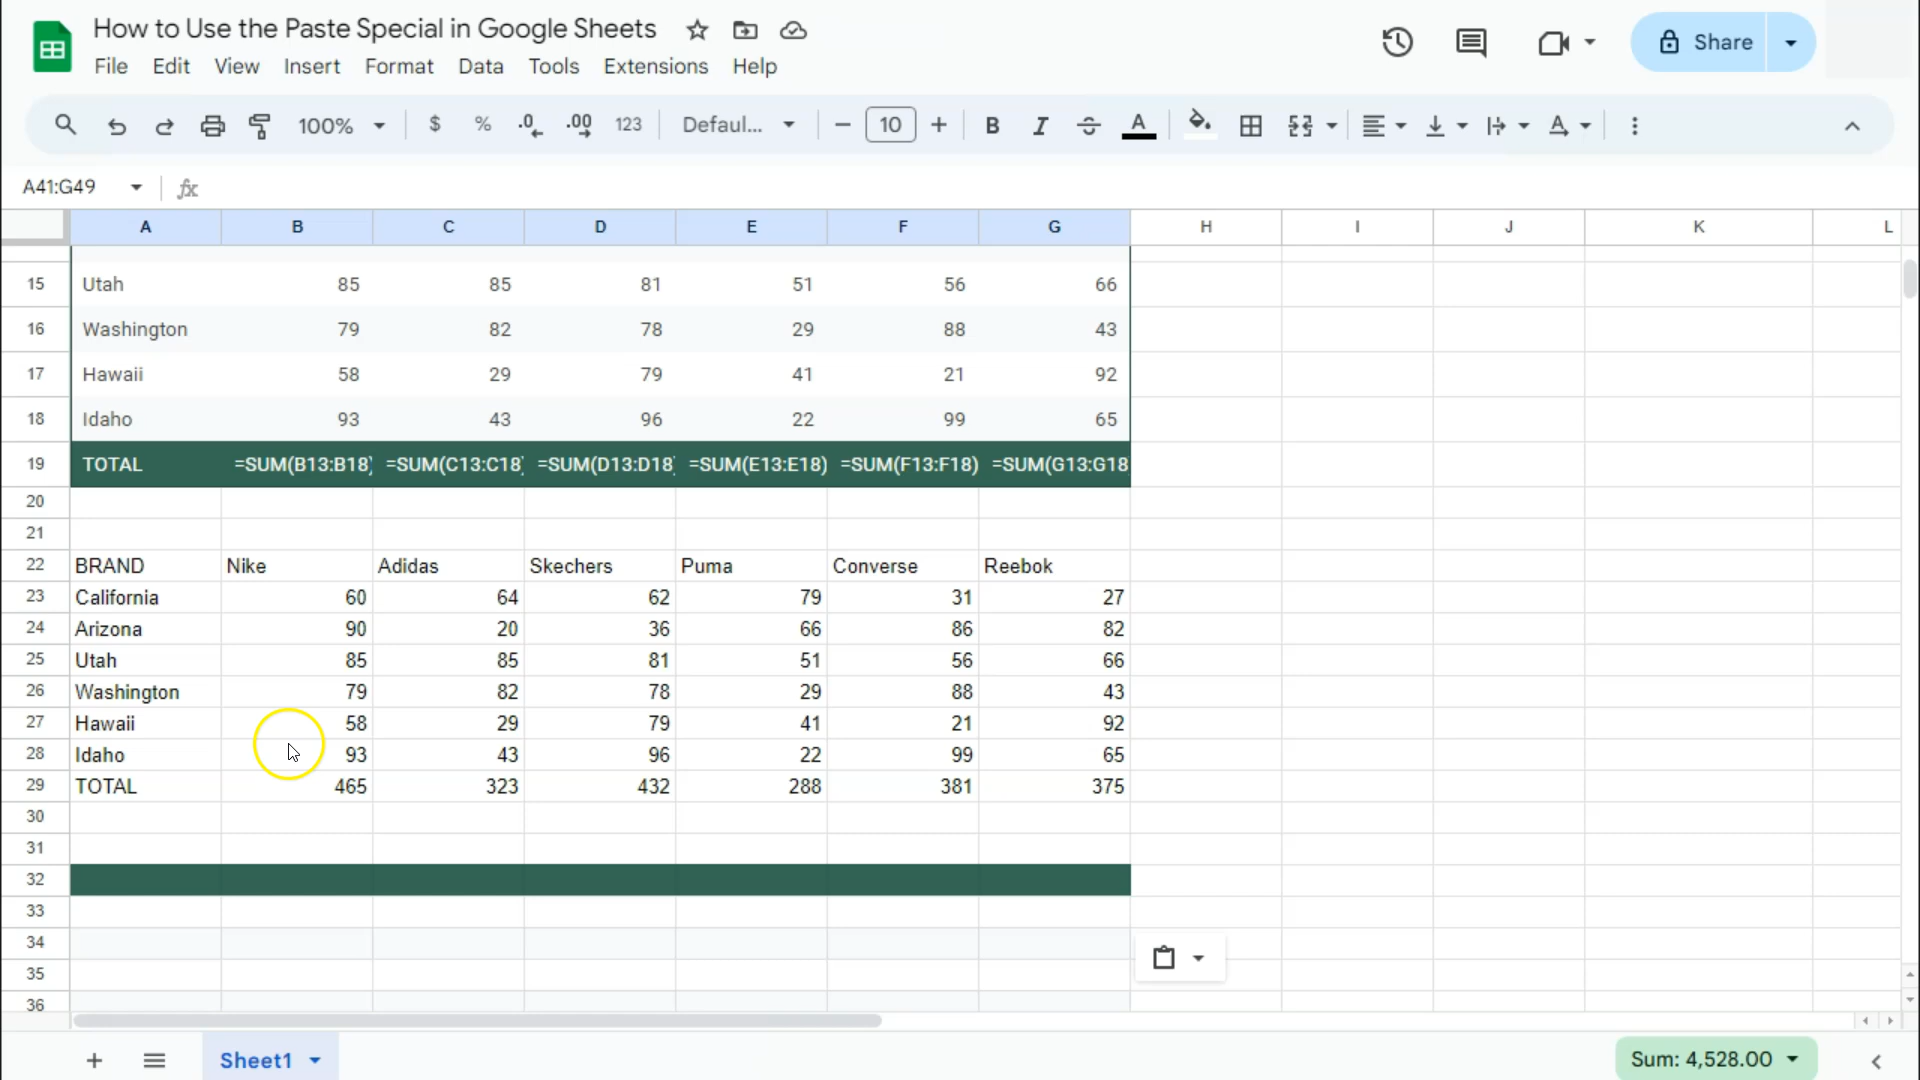 How to Use the Paste Special in Google Sheets
Share
File Edit View Insert Format Data Tools Extensions Help
100% $ % .0 .00 123 Defaul... 10 B I A
A41:G49 fx
A B C D E F G H I J K L
15 Utah 85 85 81 51 56 66
16 Washington 79 82 78 29 88 43
17 Hawaii 58 29 79 41 21 92
18 Idaho 93 43 96 22 99 65
19 TOTAL =SUM(B13:B18) =SUM(C13:C18) =SUM(D13:D18) =SUM(E13:E18) =SUM(F13:F18) =SUM(G13:G18
20
21
22 BRAND Nike Adidas Skechers Puma Converse Reebok
23 California 60 64 62 79 31 27
24 Arizona 90 20 36 66 86 82
25 Utah 85 85 81 51 56 66
26 Washington 79 82 78 29 88 43
27 Hawaii 58 29 79 41 21 92
28 Idaho 93 43 96 22 99 65
29 TOTAL 465 323 432 288 381 375
30
31
32
33
34
35
36
Sheet1 Sum: 4,528.00